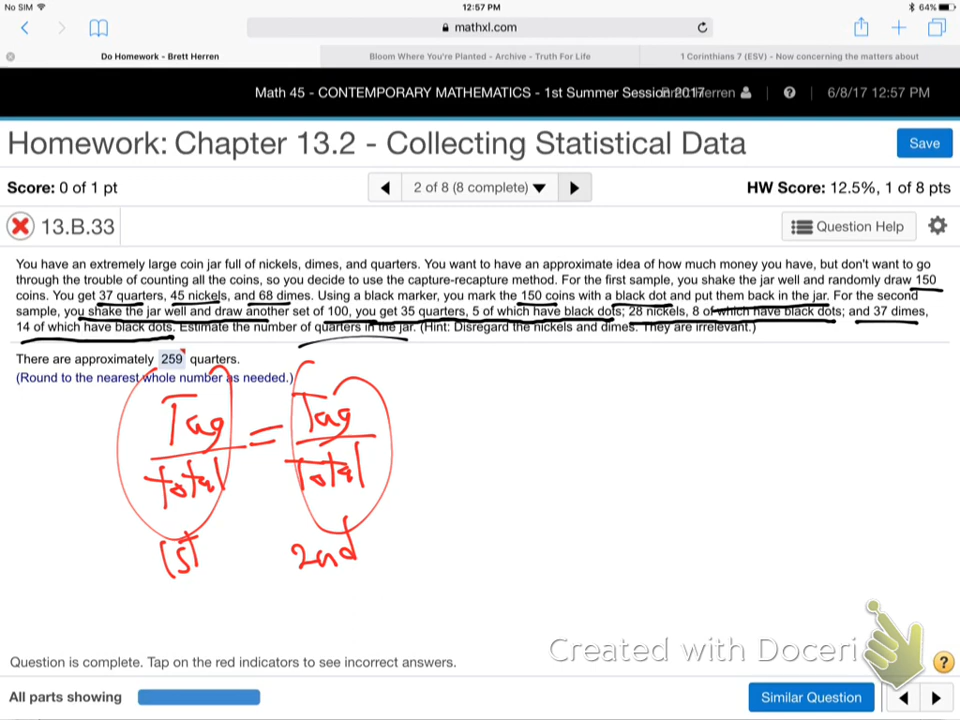 No SIM 12:57 PM 64%
mathxl.com
Do Homework - Brett Herren Bloom Where You're Planted - Archive - Truth For Life 1 Corinthians 7 (ESV) - Now concerning the matters about
Math 45 - CONTEMPORARY MATHEMATICS - 1st Summer Session 2017 Herren ? 6/8/17 12:57 PM
Homework: Chapter 13.2 - Collecting Statistical Data Save
Score: 0 of 1 pt 2 of 8 (8 complete) HW Score: 12.5%, 1 of 8 pts
13.B.33 Question Help
You have an extremely large coin jar full of nickels, dimes, and quarters. You want to have an approximate idea of how much money you have, but don't want to go
through the trouble of counting all the coins, so you decide to use the capture-recapture method. For the first sample, you shake the jar well and randomly draw 150
coins. You get 37 quarters, 45 nickels, and 68 dimes. Using a black marker, you mark the 150 coins with a black dot and put them back in the jar. For the second
sample, you shake the jar well and draw another set of 100, you get 35 quarters, 5 of which have black dots; 28 nickels, 8 of which have black dots; and 37 dimes,
14 of which have black dots. Estimate the number of quarters in the jar. (Hint: Disregard the nickels and dimes. They are irrelevant.)
There are approximately 259 quarters.
(Round to the nearest whole number as needed.)
Tag = Tag
total Total
1st 2nd
Created with Doceri
Question is complete. Tap on the red indicators to see incorrect answers. ?
All parts showing Similar Question